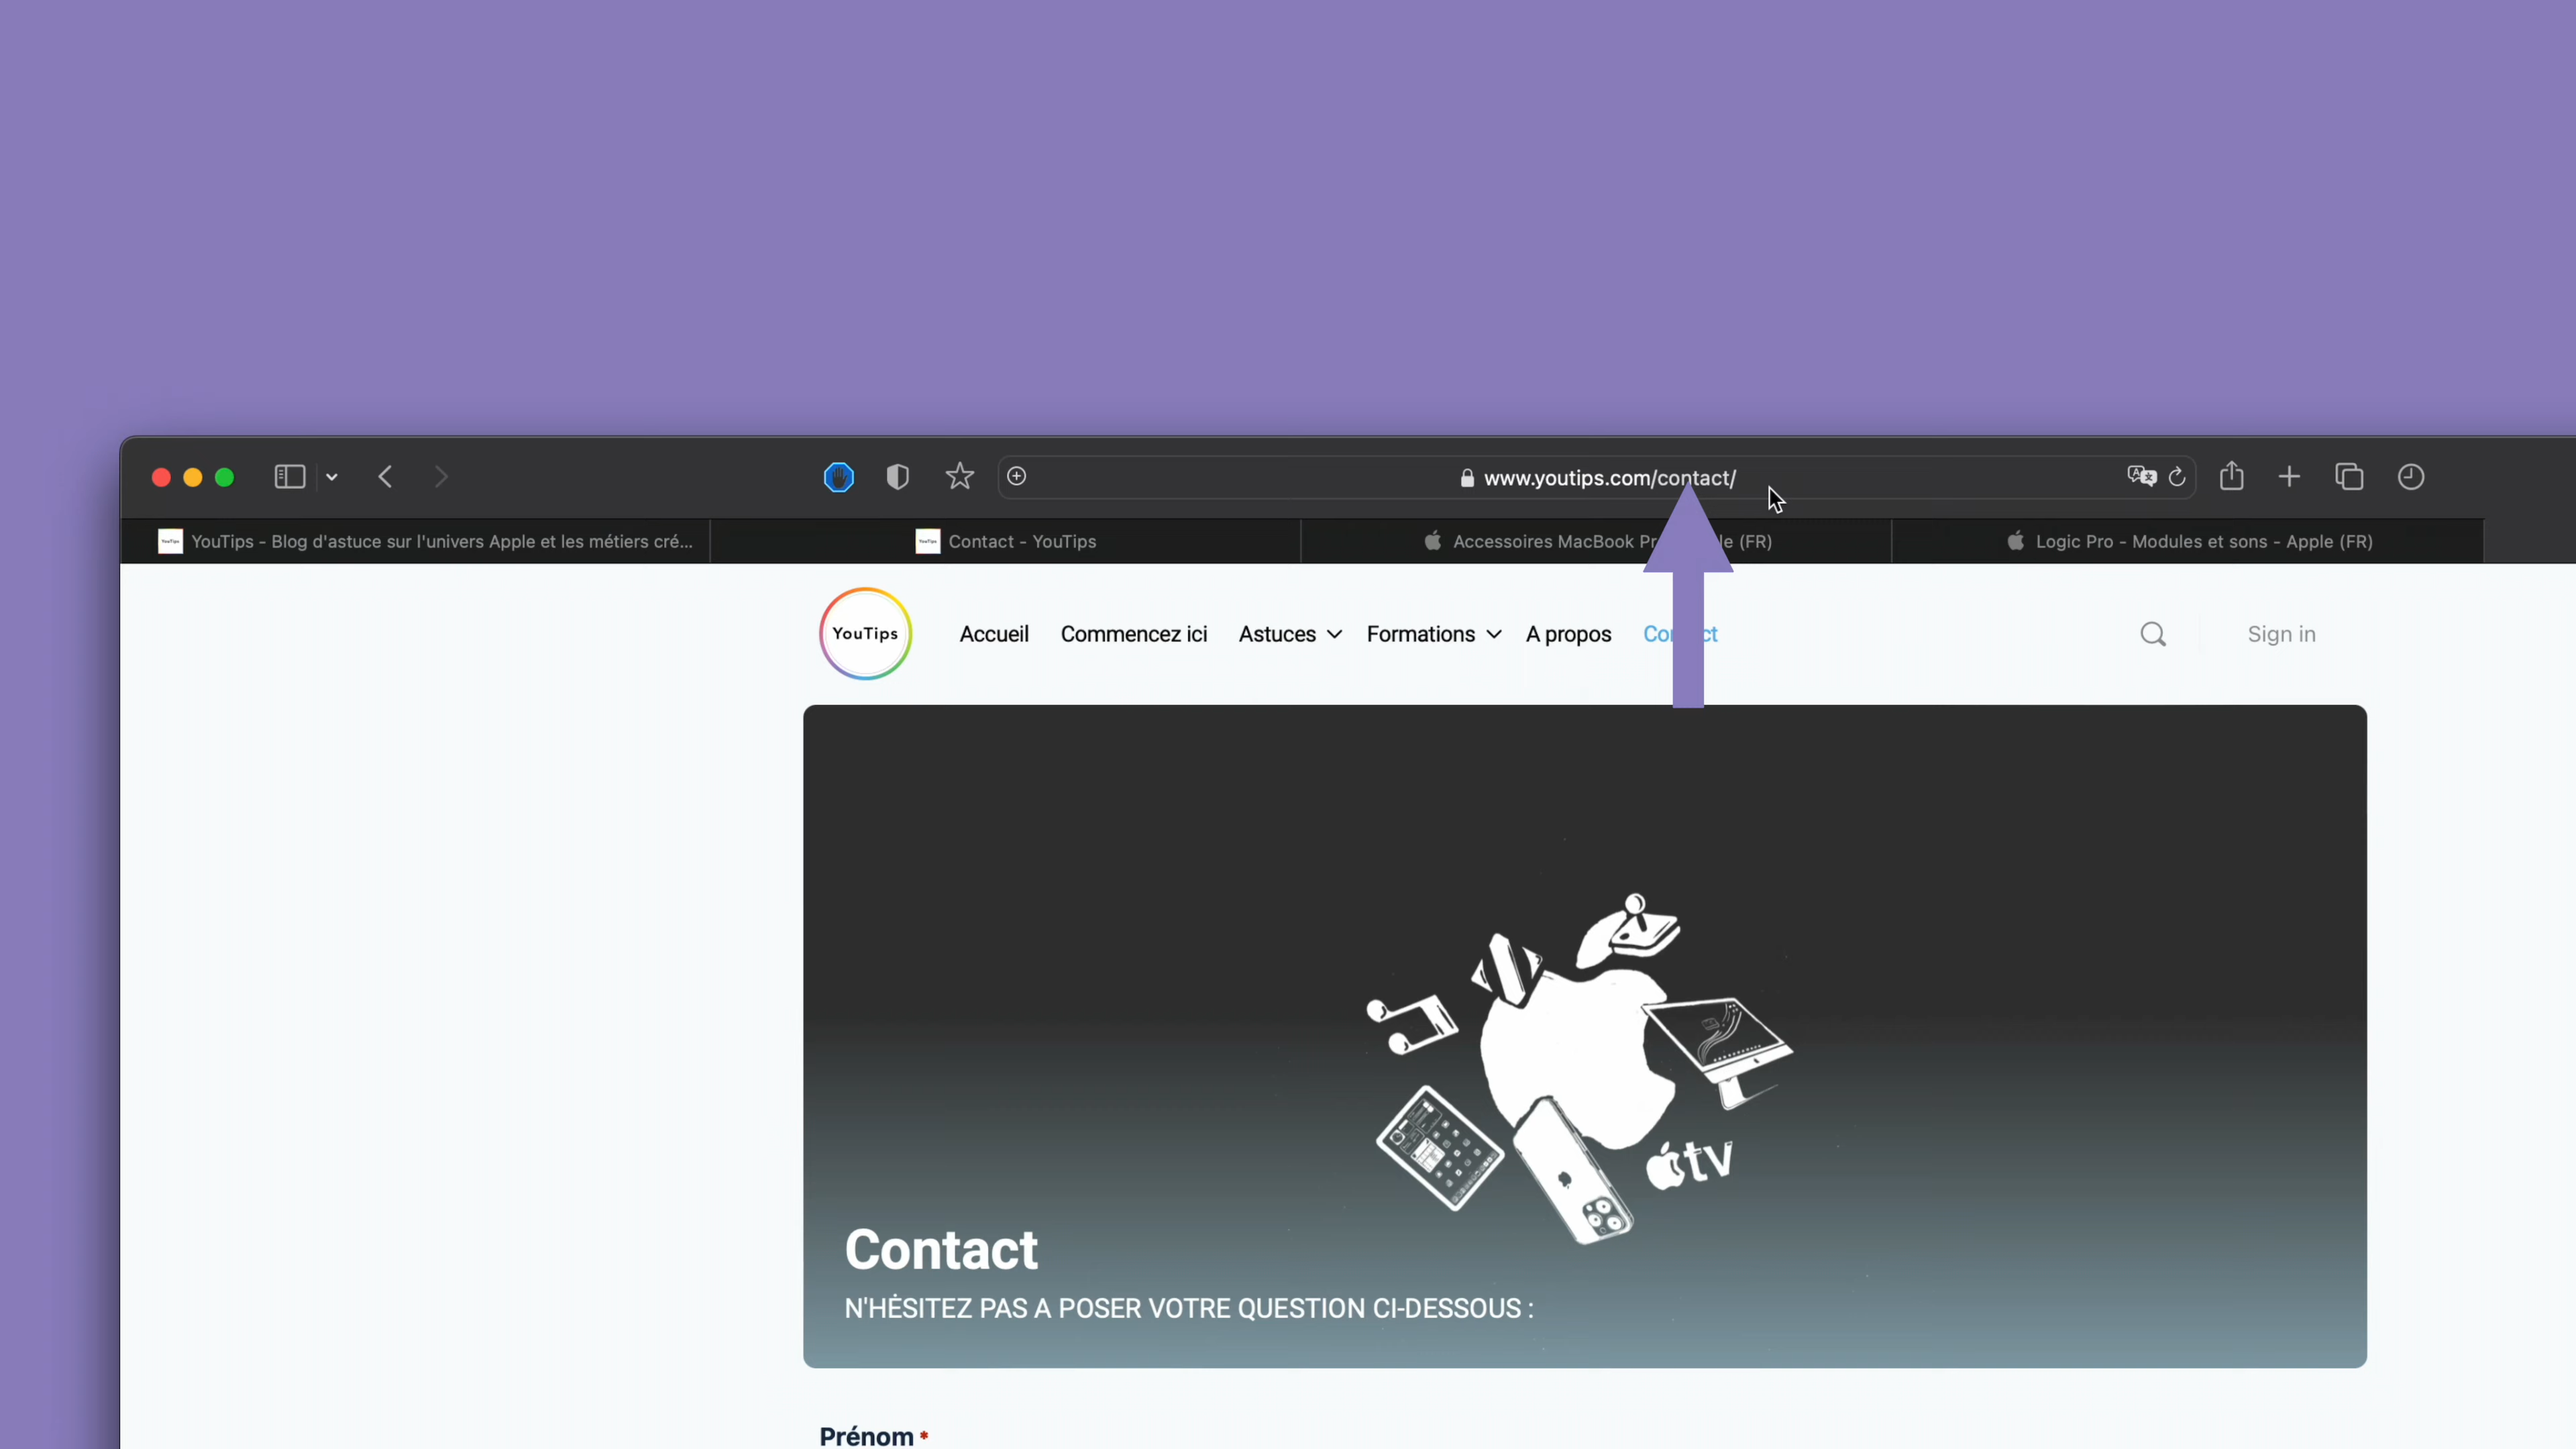 www.youtips.com/contact/
YouTips - Blog d'astuce sur l'univers Apple et les métiers cré...
Contact - YouTips
Accessoires MacBook Pr le (FR)
Logic Pro - Modules et sons - Apple (FR)
YouTips
Accueil
Commencez ici
Astuces
Formations
A propos
Co ct
Sign in
tv
Contact
N'HÈSITEZ PAS A POSER VOTRE QUESTION CI-DESSOUS :
Prénom *